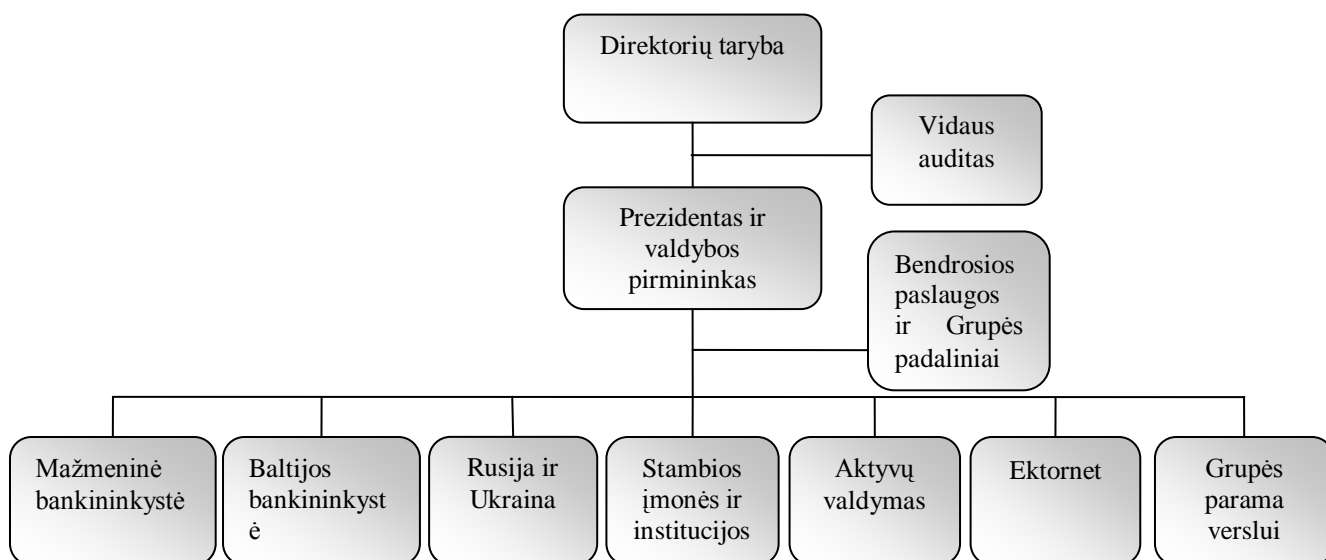 Direktorių taryba
Vidaus
auditas
Prezidentas ir
valdybos
pirmininkas
Bendrosios
paslaugos
ir Grupės
padaliniai
Mažmeninė
bankininkystė
Baltijos
bankininkyst
ė
Rusija ir
Ukraina
Stambios
įmonės ir
institucijos
Aktyvų
valdymas
Ektornet
Grupės
parama
verslui